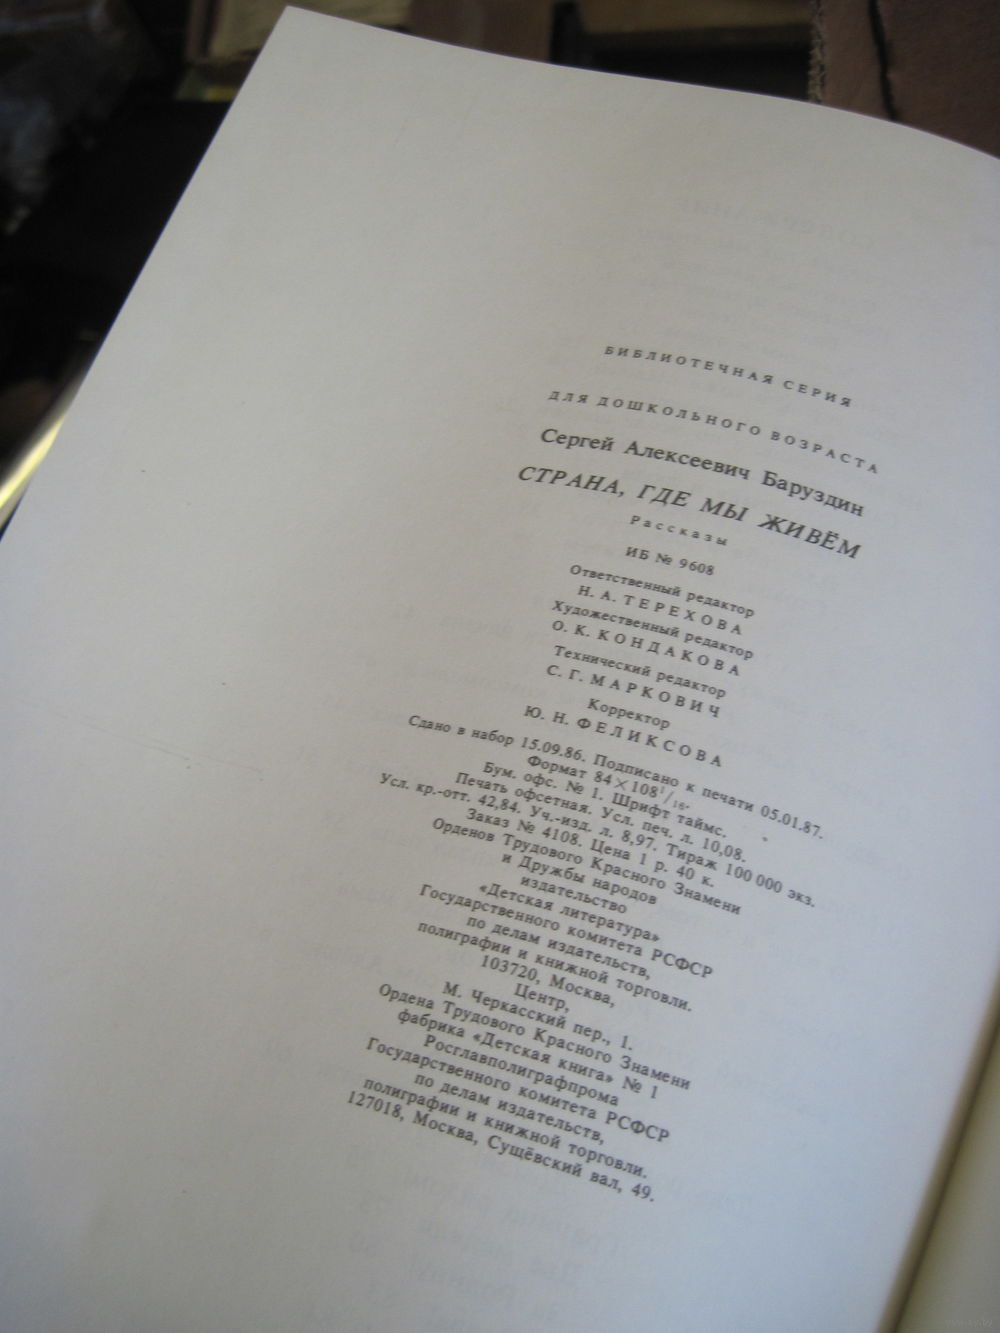 БИБЛИОТЕЧНАЯ СЕРИЯ
ДЛЯ ДОШКОЛЬНОГО ВОЗРАСТА
Сергей Алексеевич Баруздин
СТРАНА, ГДЕ МЫ ЖИВЁМ
Рассказы
ИБ № 9608
Ответственный редактор
Н. А. ТЕРЕХОВА
Художественный редактор
О. К. КОНДАКОВА
Технический редактор
С. Г. МАРКОВИЧ
Корректор
Ю. Н. ФЕЛИКСОВА
Сдано в набор 15.09.86. Подписано к печати 05.01.87.
Формат 84×108¹/₁₆.
Бум. офс. № 1. Шрифт таймс.
Печать офсетная. Усл. печ. л. 10,08.
Усл. кр.-отт. 42,84. Уч.-изд. л. 8,97. Тираж 100 000 экз.
Заказ № 4108. Цена 1 р. 40 к.
Орденов Трудового Красного Знамени
и Дружбы народов
издательство
«Детская литература»
Государственного комитета РСФСР
по делам издательств,
полиграфии и книжной торговли.
103720, Москва,
Центр,
М. Черкасский пер., 1.
Ордена Трудового Красного Знамени
фабрика «Детская книга» № 1
Росглавполиграфпрома
Государственного комитета РСФСР
по делам издательств,
полиграфии и книжной торговли.
127018, Москва, Сущёвский вал, 49.